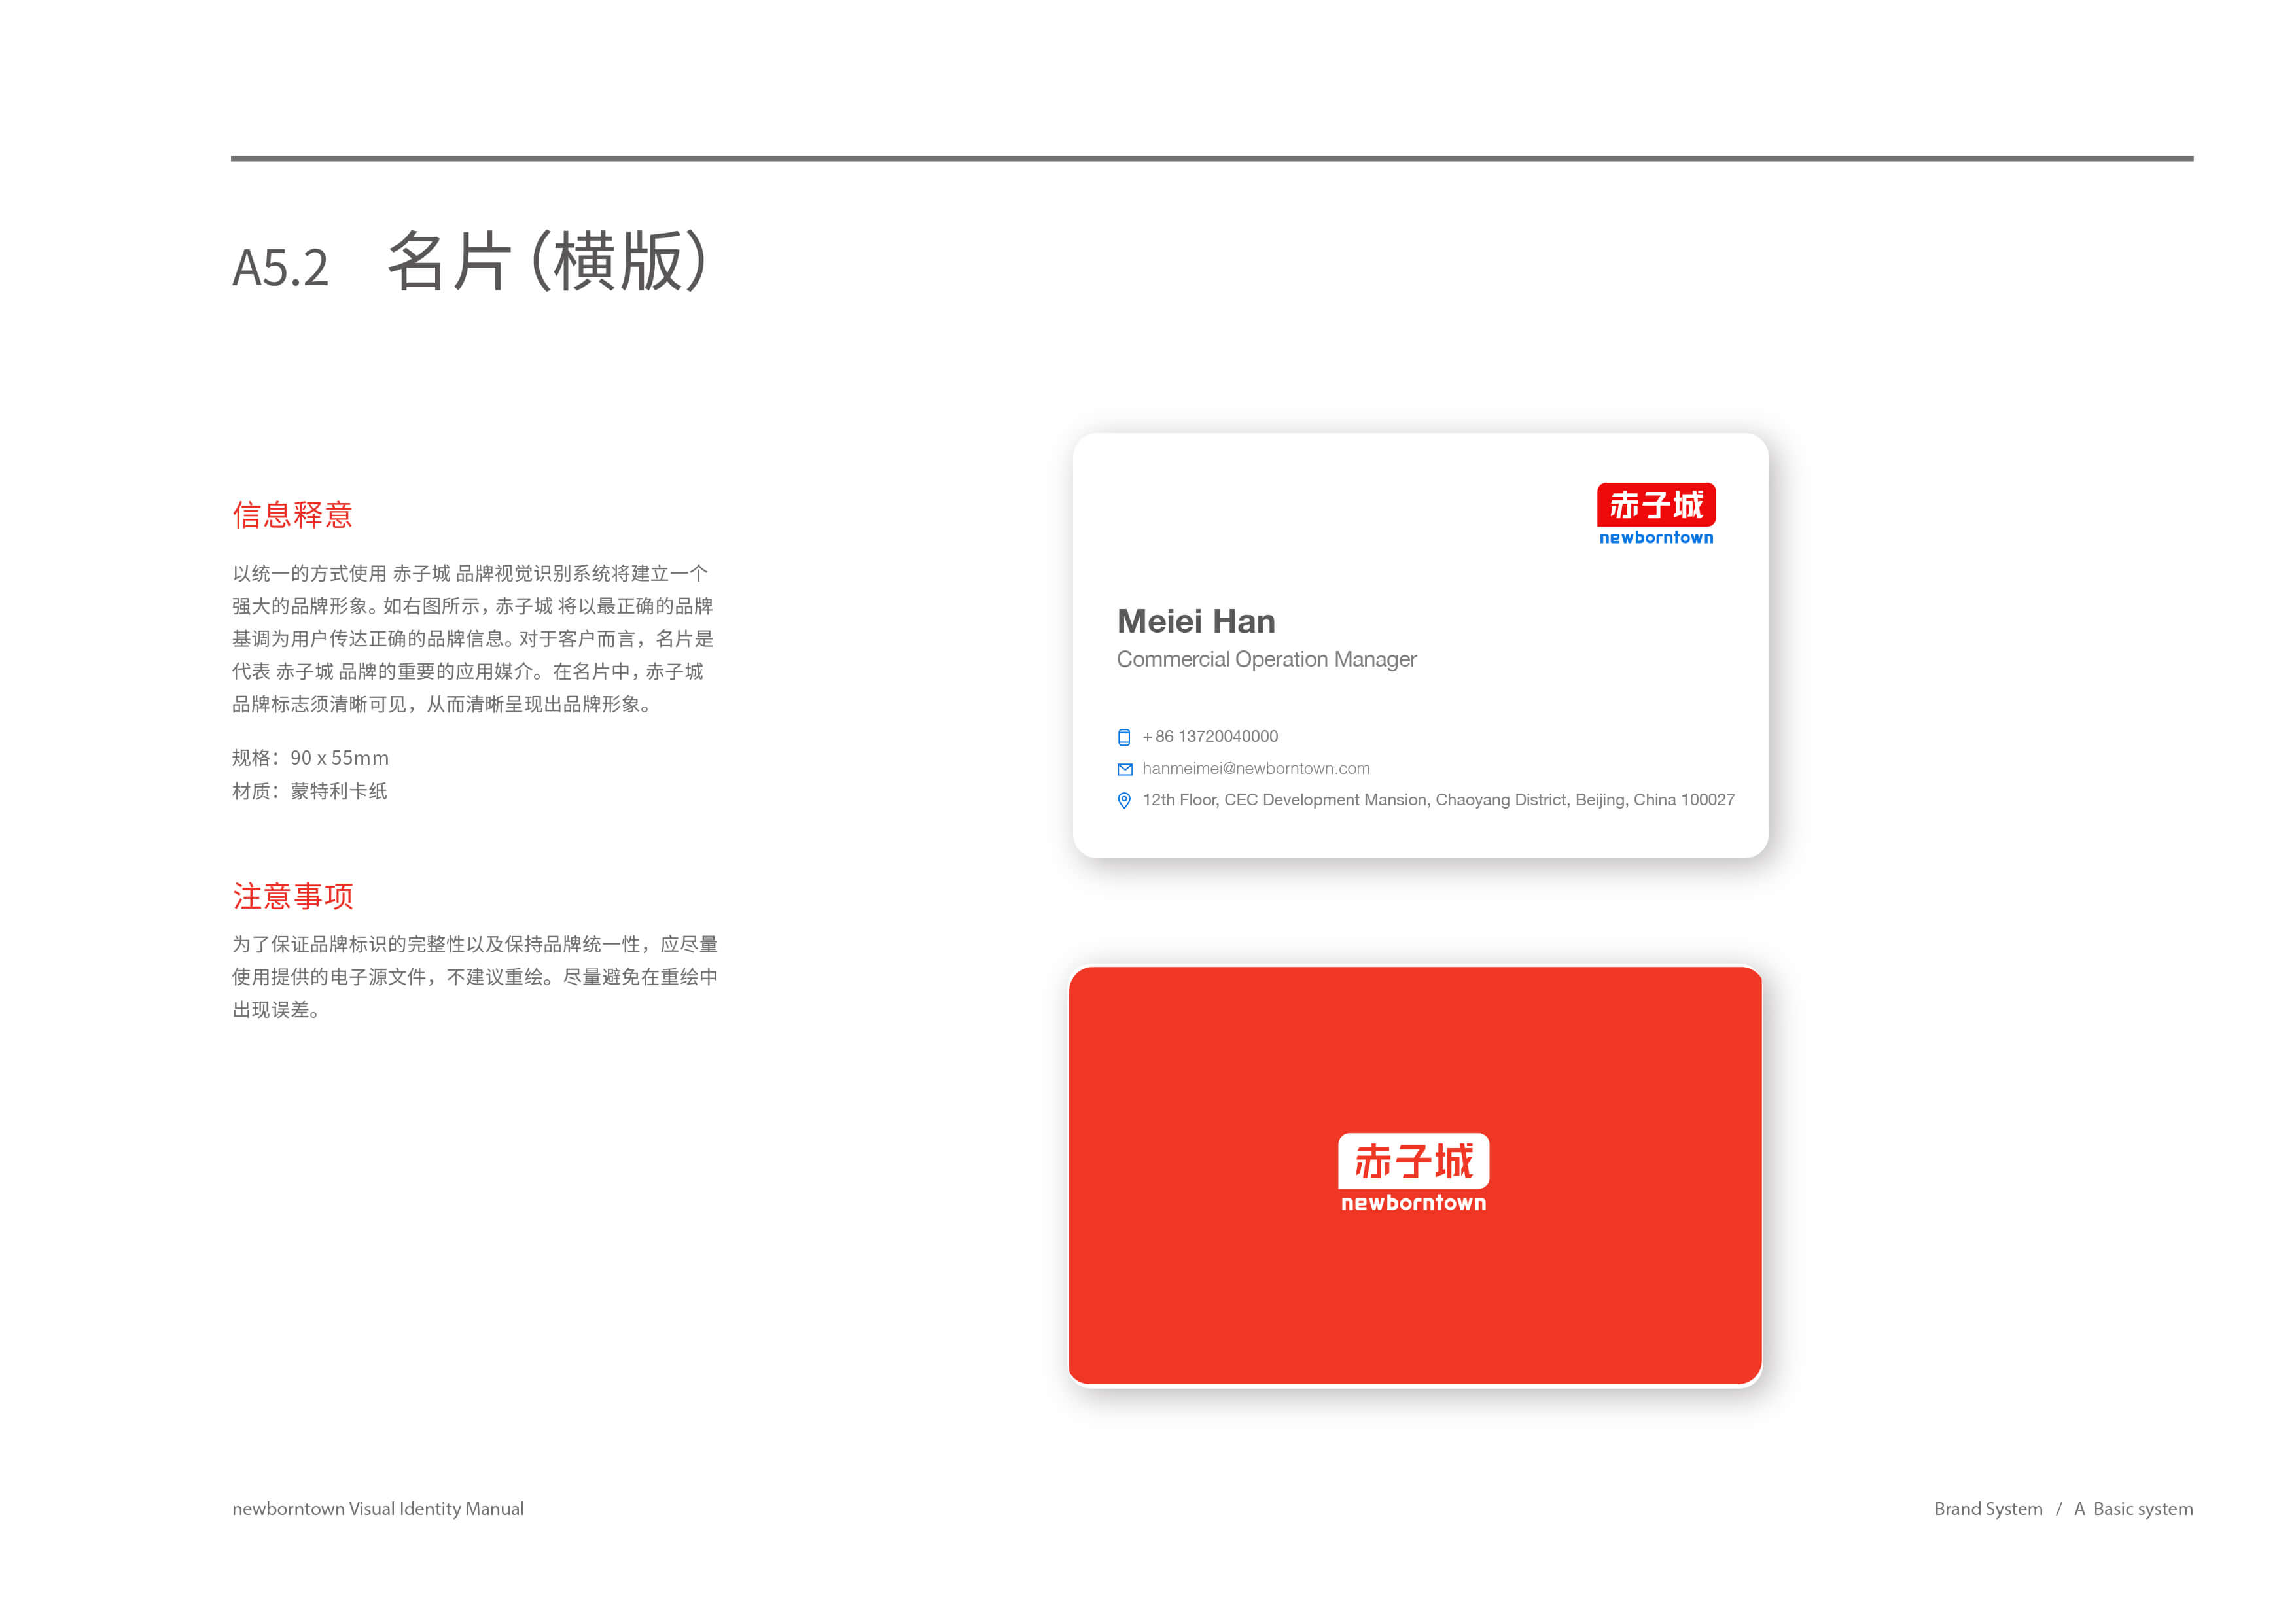 A5.2 名片（横版）
信息释意
以统一的方式使用 赤子城 品牌视觉识别系统将建立一个
强大的品牌形象。如右图所示，赤子城 将以最正确的品牌
基调为用户传达正确的品牌信息。对于客户而言，名片是
代表 赤子城 品牌的重要的应用媒介。在名片中，赤子城
品牌标志须清晰可见，从而清晰呈现出品牌形象。
规格：90 x 55mm
材质：蒙特利卡纸
注意事项
为了保证品牌标识的完整性以及保持品牌统一性，应尽量
使用提供的电子源文件，不建议重绘。尽量避免在重绘中
出现误差。
赤子城
newborntown
Meiei Han
Commercial Operation Manager
+ 86 13720040000
hanmeimei@newborntown.com
12th Floor, CEC Development Mansion, Chaoyang District, Beijing, China 100027
赤子城
newborntown
newborntown Visual Identity Manual
Brand System / A Basic system